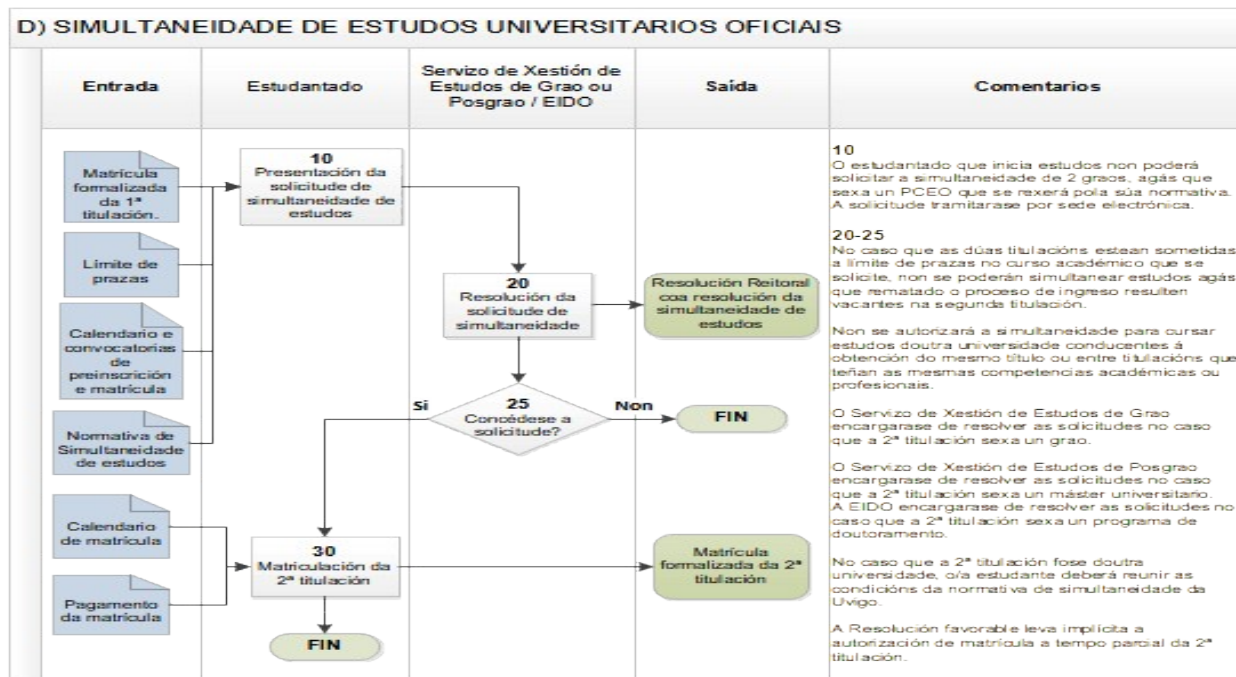 D) SIMULTANEIDADE DE ESTUDOS UNIVERSITARIOS OFICIAIS
Entrada
Estudantado
Servizo de Xestión de
Estudos de Grao ou
Posgrao / EIDO
Saída
Comentarios
Matrícula
formalizada
da 1ª
titulación.
Límite de
prazas
Calendario e
convocatorias
de
preinscrición
e matrícula
Normativa de
Simultaneidade
de estudos
Calendario
de matrícula
Pagamento
da matrícula
10
Presentación da
solicitude de
simultaneidade de
estudos
30
Matriculación da
2ª titulación
FIN
20
Resolución da
solicitude de
simultaneidade
25
Concédese a
solicitude?
Si
Non
Resolución Reitoral
coa resolución da
simultaneidade de
estudos
FIN
Matrícula
formalizada da 2ª
titulación
10
O estudantado que inicia estudos non poderá
solicitar a simultaneidade de 2 graos, agás que
sexa un PCEO que se rexerá pola súa normativa.
A solicitude tramitarase por sede electrónica.
20-25
No caso que as dúas titulacións estean sometidas
a límite de prazas no curso académico que se
solicite, non se poderán simultanear estudos agás
que rematado o proceso de ingreso resulten
vacantes na segunda titulación.
Non se autorizará a simultaneidade para cursar
estudos doutra universidade conducentes á
obtención do mesmo título ou entre titulacións que
teñan as mesmas competencias académicas ou
profesionais.
O Servizo de Xestión de Estudos de Grao
encargarase de resolver as solicitudes no caso
que a 2ª titulación sexa un grao.
O Servizo de Xestión de Estudos de Posgrao
encargarase de resolver as solicitudes no caso
que a 2ª titulación sexa un máster universitario.
A EIDO encargarase de resolver as solicitudes no
caso que a 2ª titulación sexa un programa de
doutoramento.
No caso que a 2ª titulación fose doutra
universidade, o/a estudante deberá reunir as
condicións da normativa de simultaneidade da
Uvigo.
A Resolución favorable leva implícita a
autorización de matrícula a tempo parcial da 2ª
titulación.